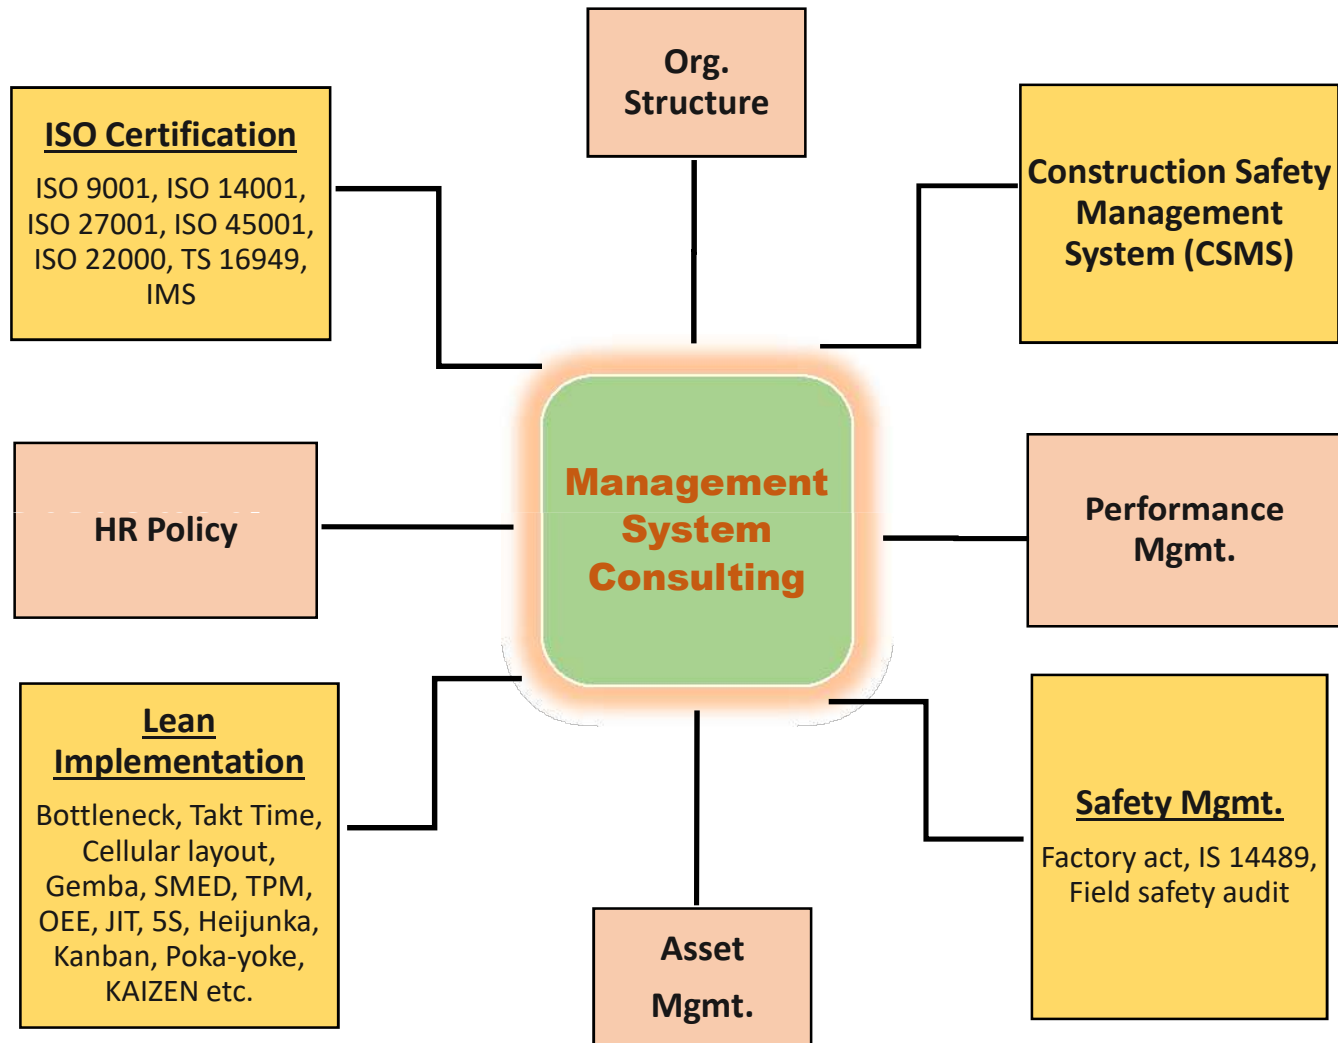 Org.
Structure
ISO Certification
ISO 9001, ISO 14001,
ISO 27001, ISO 45001,
ISO 22000, TS 16949,
IMS
Construction Safety
Management
System (CSMS)
Management
System
Consulting
HR Policy
Performance
Mgmt.
Lean
Implementation
Bottleneck, Takt Time,
Cellular layout,
Gemba, SMED, TPM,
OEE, JIT, 5S, Heijunka,
Kanban, Poka-yoke,
KAIZEN etc.
Safety Mgmt.
Factory act, IS 14489,
Field safety audit
Asset
Mgmt.